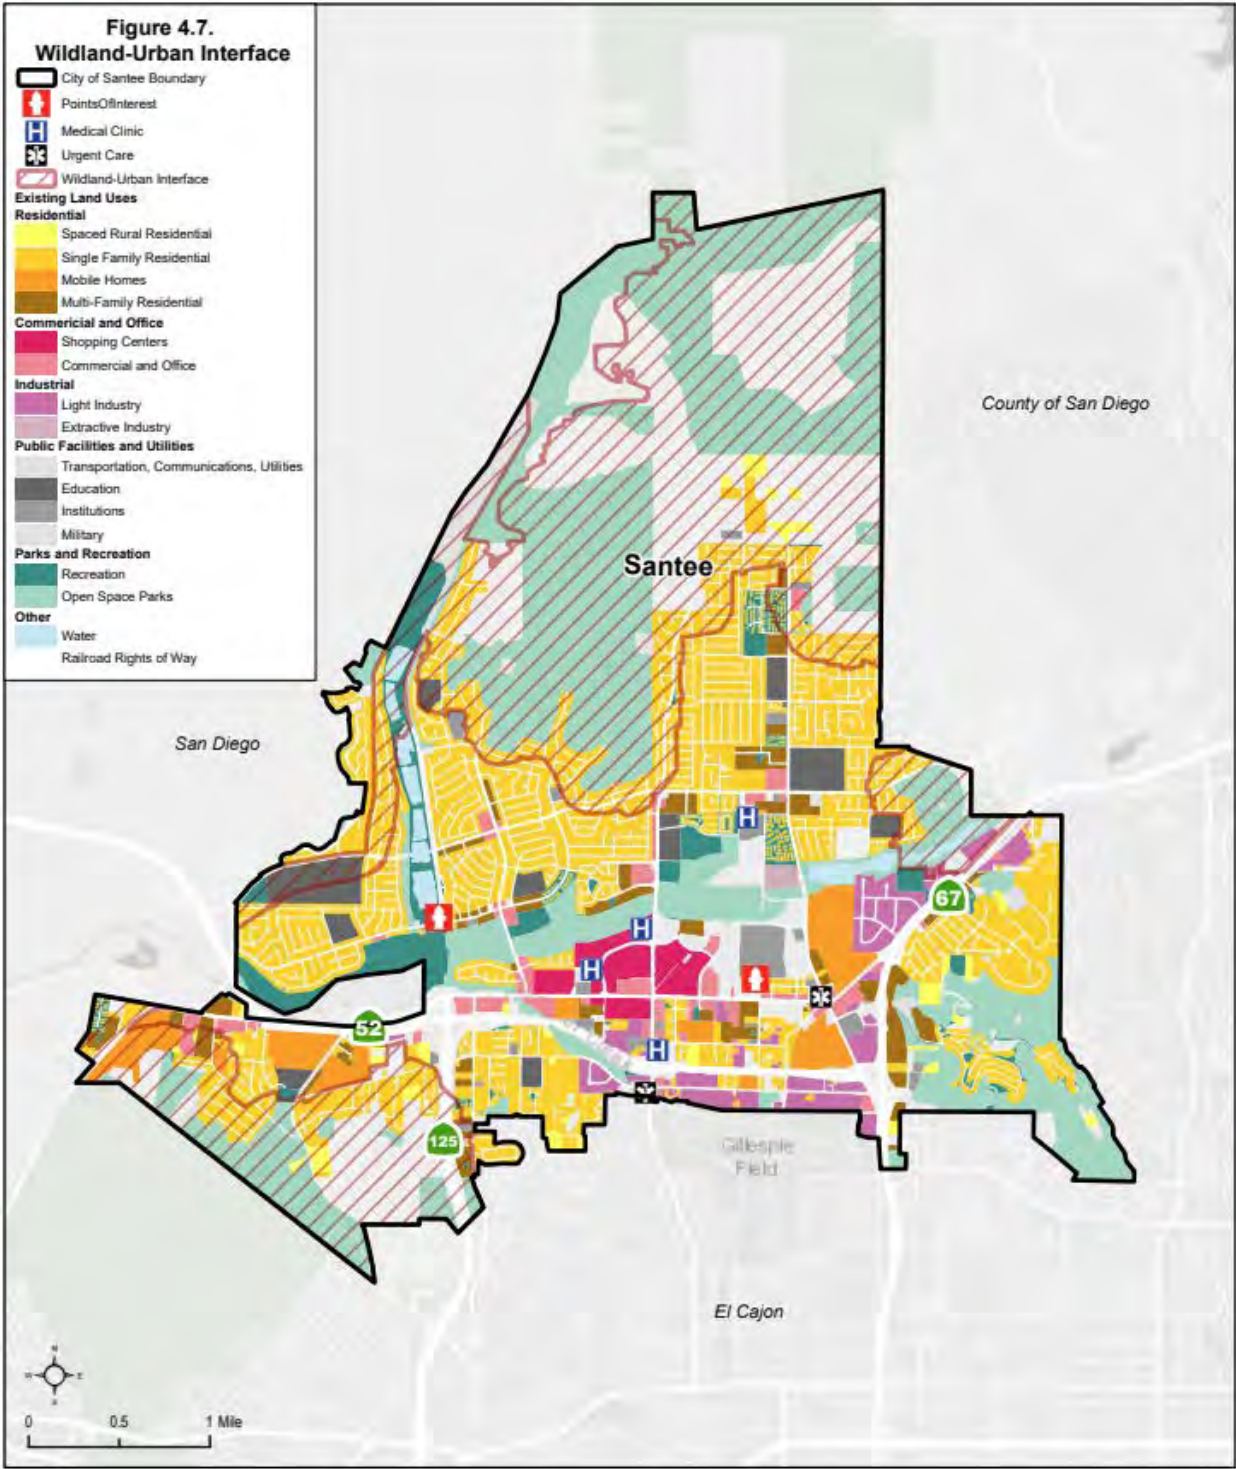 Figure 4.7.
Wildland-Urban Interface
City of Santee Boundary
PointsOfInterest
H Medical Clinic
Urgent Care
Wildland-Urban Interface
Existing Land Uses
Residential
Spaced Rural Residential
Single Family Residential
Mobile Homes
Multi-Family Residential
Commericial and Office
Shopping Centers
Commercial and Office
Industrial
Light Industry
Extractive Industry
Public Facilities and Utilities
Transportation, Communications, Utilities
Education
Institutions
Military
Parks and Recreation
Recreation
Open Space Parks
Other
Water
Railroad Rights of Way
County of San Diego
Santee
San Diego
H
67
H
H
52
H
125
Gillespie
Field
El Cajon
N
W E
S
0 0.5 1 Mile